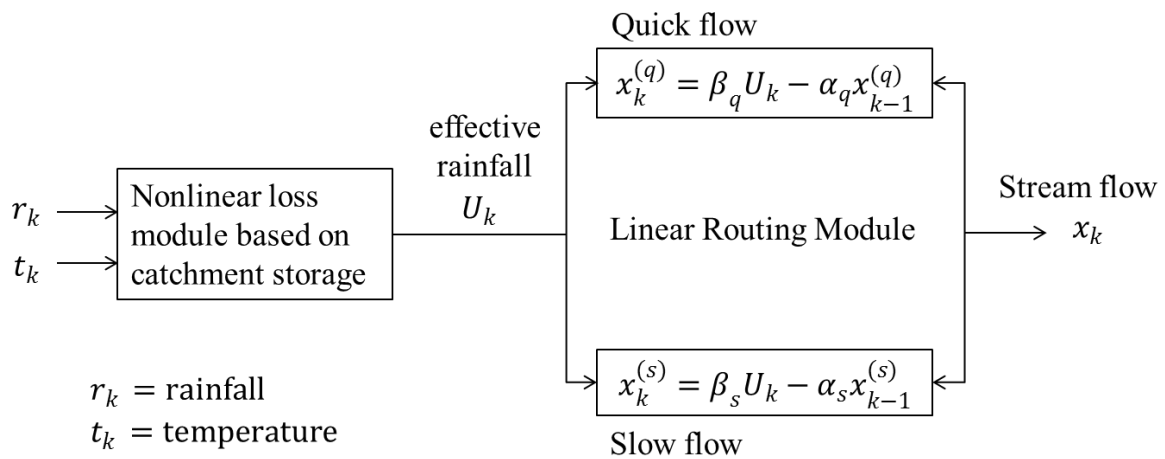 Quick flow
x_k^{(q)} = β_q U_k − α_q x_{k−1}^{(q)}
effective
rainfall
U_k
Nonlinear loss
module based on
catchment storage
r_k
t_k
Linear Routing Module
Stream flow
x_k
x_k^{(s)} = β_s U_k − α_s x_{k−1}^{(s)}
Slow flow
r_k = rainfall
t_k = temperature